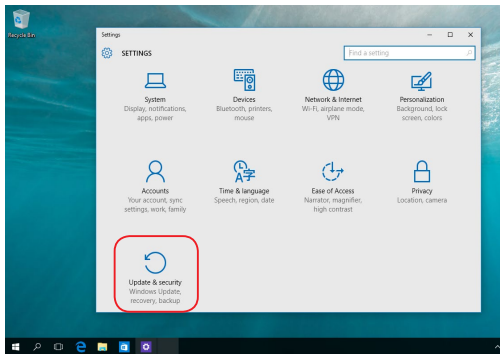 Recycle Bin
Settings
SETTINGS
Find a setting
System
Display, notifications,
apps, power
Devices
Bluetooth, printers,
mouse
Network & Internet
Wi-Fi, airplane mode,
VPN
Personalization
Background, lock
screen, colors
Accounts
Your account, sync
settings, work, family
Time & language
Speech, region, date
Ease of Access
Narrator, magnifier,
high contrast
Privacy
Location, camera
Update & security
Windows Update,
recovery, backup